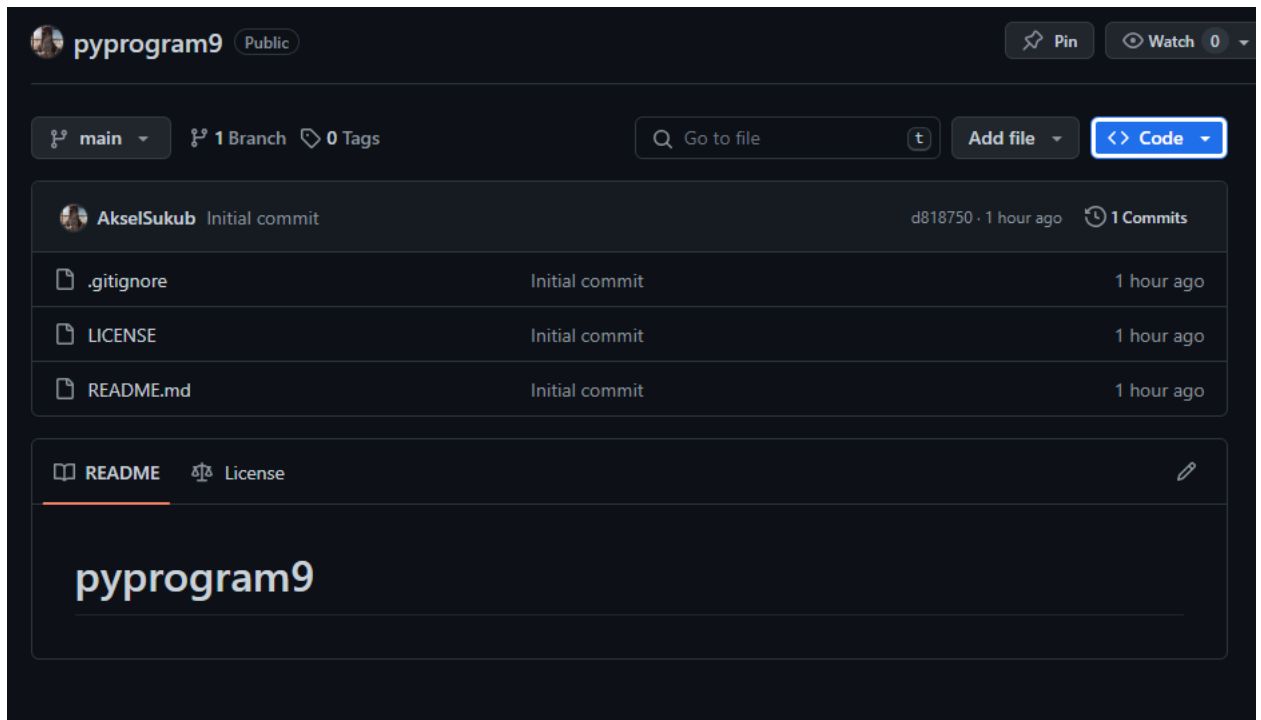 pyprogram9 Public Pin Watch 0
main 1 Branch 0 Tags Go to file t Add file <> Code
AkselSukub Initial commit d818750 · 1 hour ago 1 Commits
.gitignore Initial commit 1 hour ago
LICENSE Initial commit 1 hour ago
README.md Initial commit 1 hour ago
README License
pyprogram9